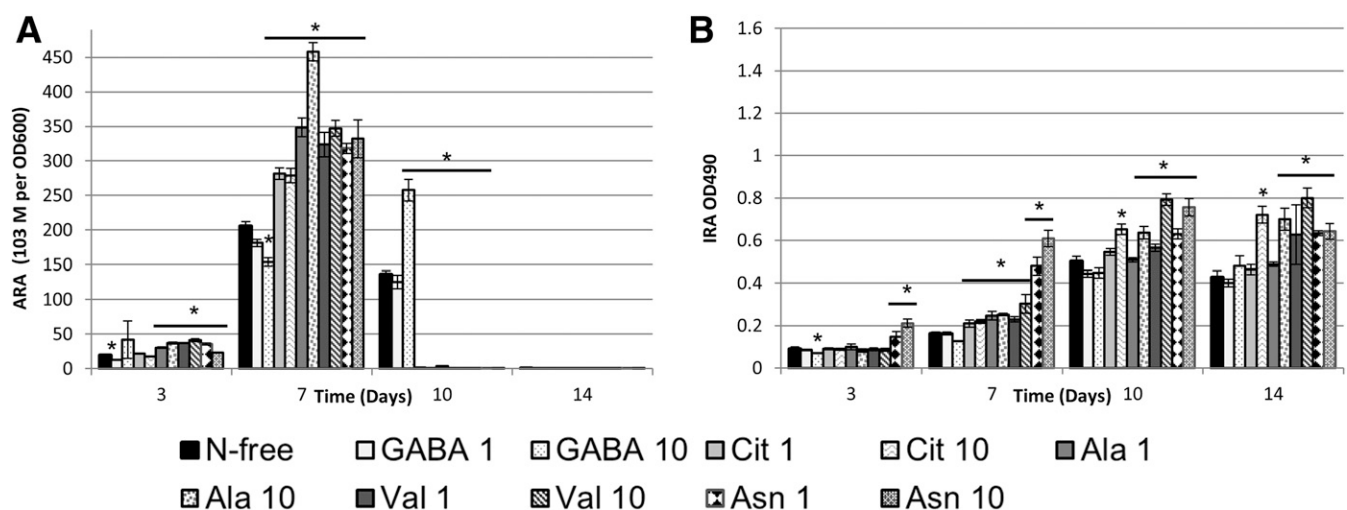 A
B
*
450
400
350
300
250
200
150
100
50
0
ARA (103 M per OD600)
* * * * *
3 7 Time (Days) 10 14
1.6
1.4
1.2
1
0.8
0.6
0.4
0.2
0
IRA OD490
* * * * * * * *
3 7 Time (Days) 10 14
N-free GABA 1 GABA 10 Cit 1 Cit 10 Ala 1
Ala 10 Val 1 Val 10 Asn 1 Asn 10